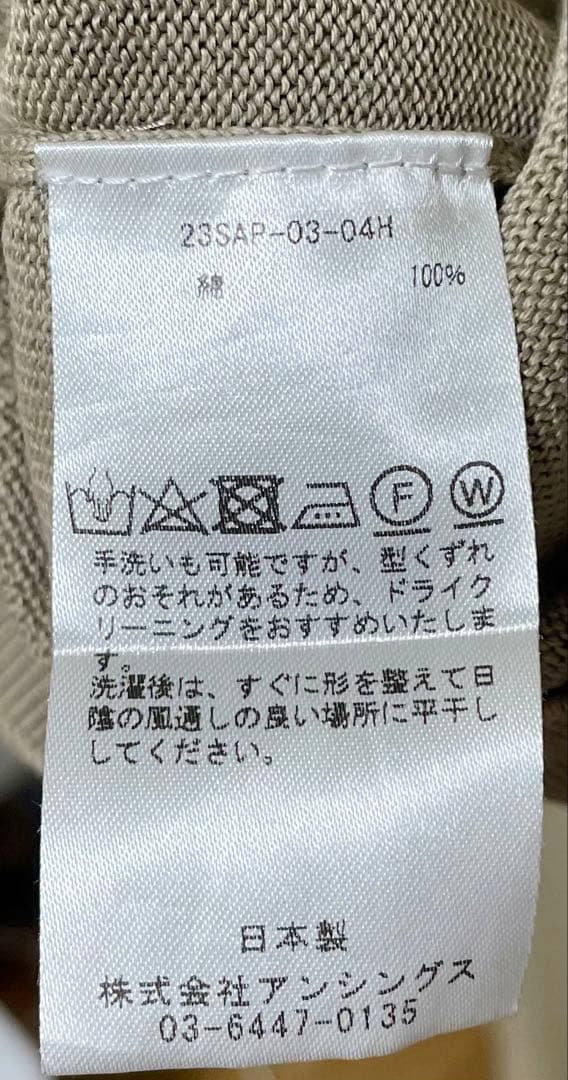 23SAP-03-04H
綿 100%
F W
手洗いも可能ですが、型くずれ
のおそれがあるため、ドライク
リーニングをおすすめいたしま
す。
洗濯後は、すぐに形を整えて日
陰の風通しの良い場所に平干し
してください。
日本製
株式会社アンシングス
03-6447-0135